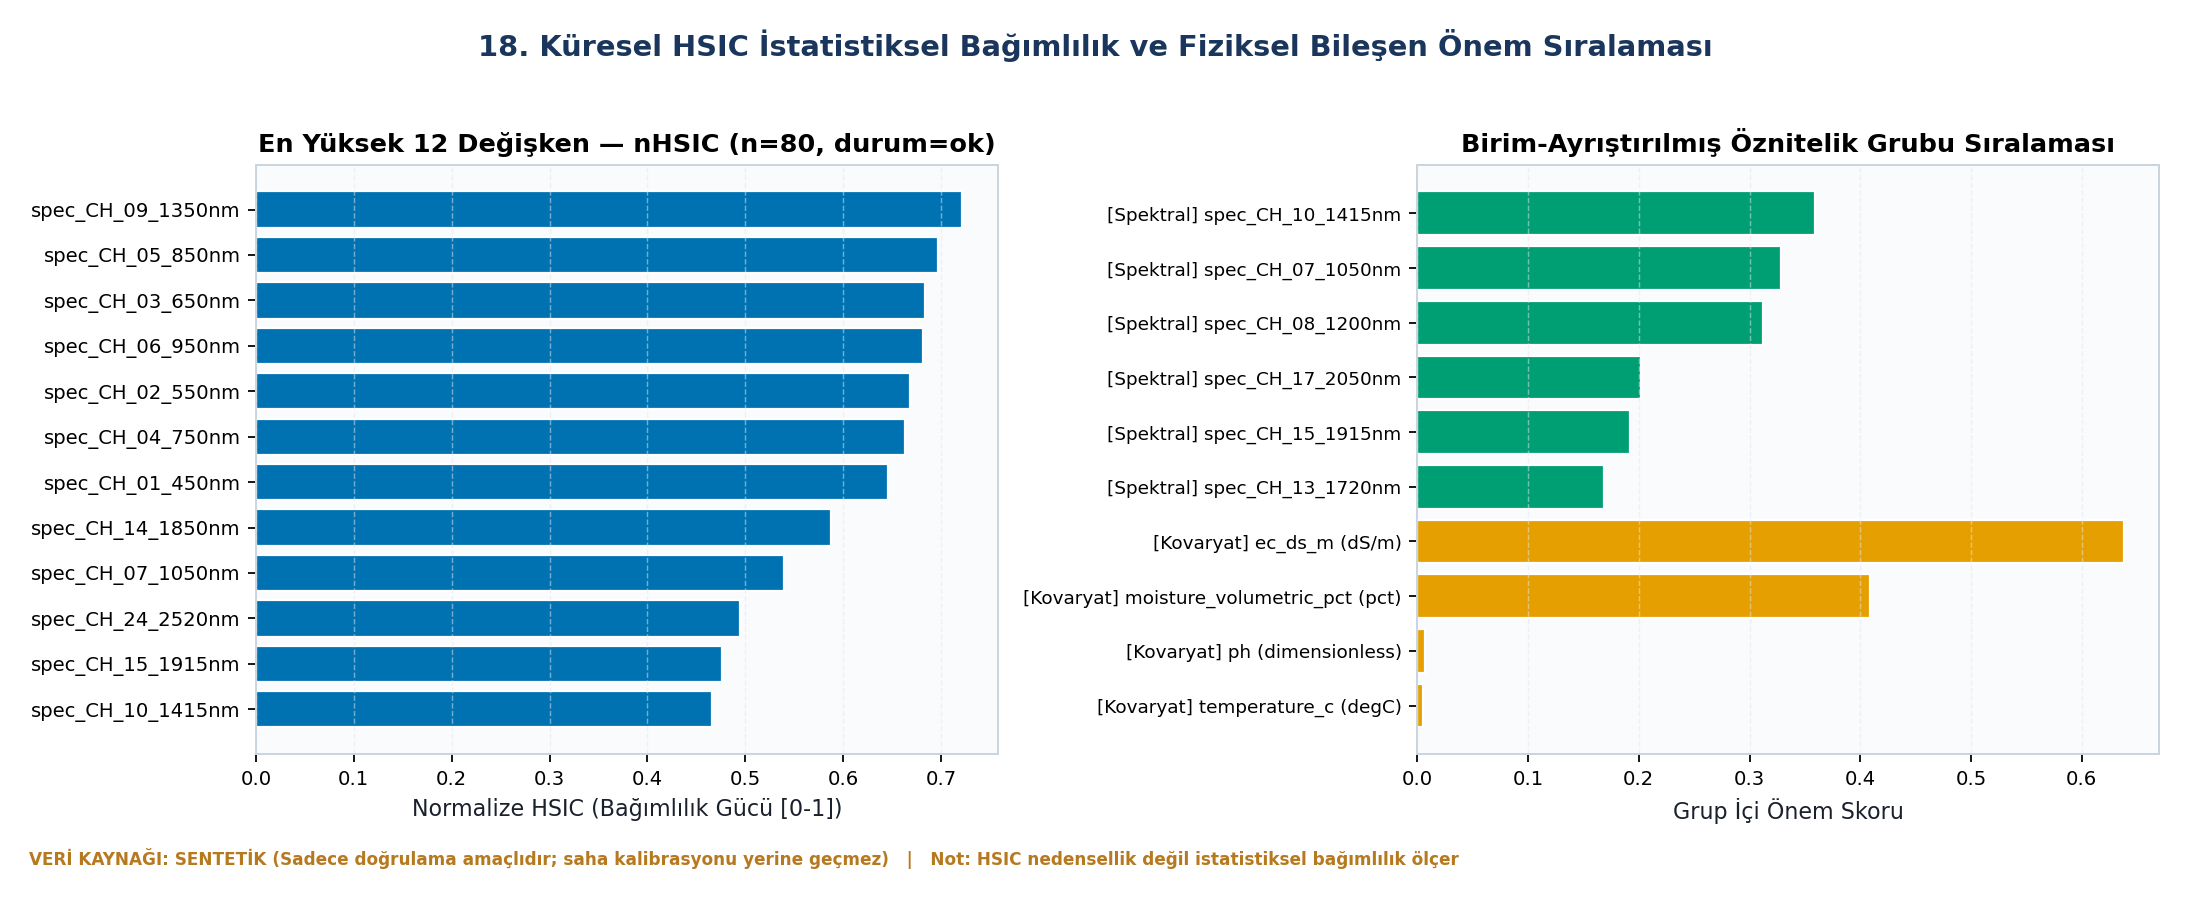 18. Küresel HSIC İstatistiksel Bağımlılık ve Fiziksel Bileşen Önem Sıralaması
En Yüksek 12 Değişken — nHSIC (n=80, durum=ok)
spec_CH_09_1350nm
spec_CH_05_850nm
spec_CH_03_650nm
spec_CH_06_950nm
spec_CH_02_550nm
spec_CH_04_750nm
spec_CH_01_450nm
spec_CH_14_1850nm
spec_CH_07_1050nm
spec_CH_24_2520nm
spec_CH_15_1915nm
spec_CH_10_1415nm
0.0 0.1 0.2 0.3 0.4 0.5 0.6 0.7
Normalize HSIC (Bağımlılık Gücü [0-1])
Birim-Ayrıştırılmış Öznitelik Grubu Sıralaması
[Spektral] spec_CH_10_1415nm
[Spektral] spec_CH_07_1050nm
[Spektral] spec_CH_08_1200nm
[Spektral] spec_CH_17_2050nm
[Spektral] spec_CH_15_1915nm
[Spektral] spec_CH_13_1720nm
[Kovaryat] ec_ds_m (dS/m)
[Kovaryat] moisture_volumetric_pct (pct)
[Kovaryat] ph (dimensionless)
[Kovaryat] temperature_c (degC)
0.0 0.1 0.2 0.3 0.4 0.5 0.6
Grup İçi Önem Skoru
VERİ KAYNAĞI: SENTETİK (Sadece doğrulama amaçlıdır; saha kalibrasyonu yerine geçmez) | Not: HSIC nedensellik değil istatistiksel bağımlılık ölçer